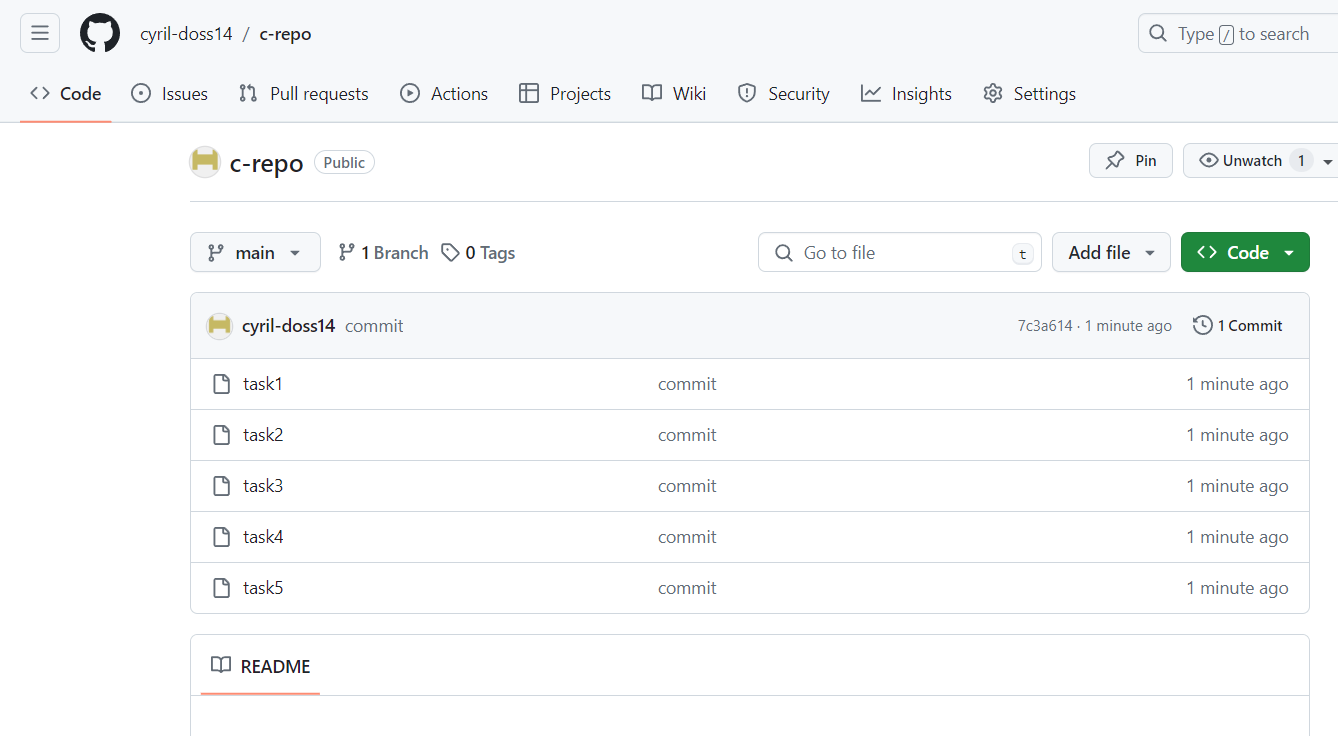 cyril-doss14 / c-repo
Type / to search
Code Issues Pull requests Actions Projects Wiki Security Insights Settings
c-repo Public
Pin
Unwatch 1
main 1 Branch 0 Tags
Go to file t
Add file
Code
cyril-doss14 commit 7c3a614 · 1 minute ago 1 Commit
task1 commit 1 minute ago
task2 commit 1 minute ago
task3 commit 1 minute ago
task4 commit 1 minute ago
task5 commit 1 minute ago
README